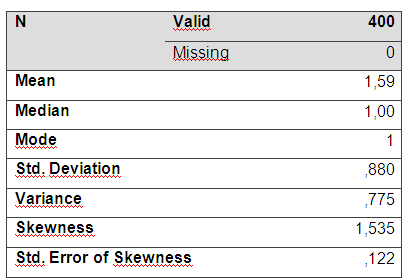 N Valid 400
Missing 0
Mean 1,59
Median 1,00
Mode 1
Std. Deviation ,880
Variance ,775
Skewness 1,535
Std. Error of Skewness ,122